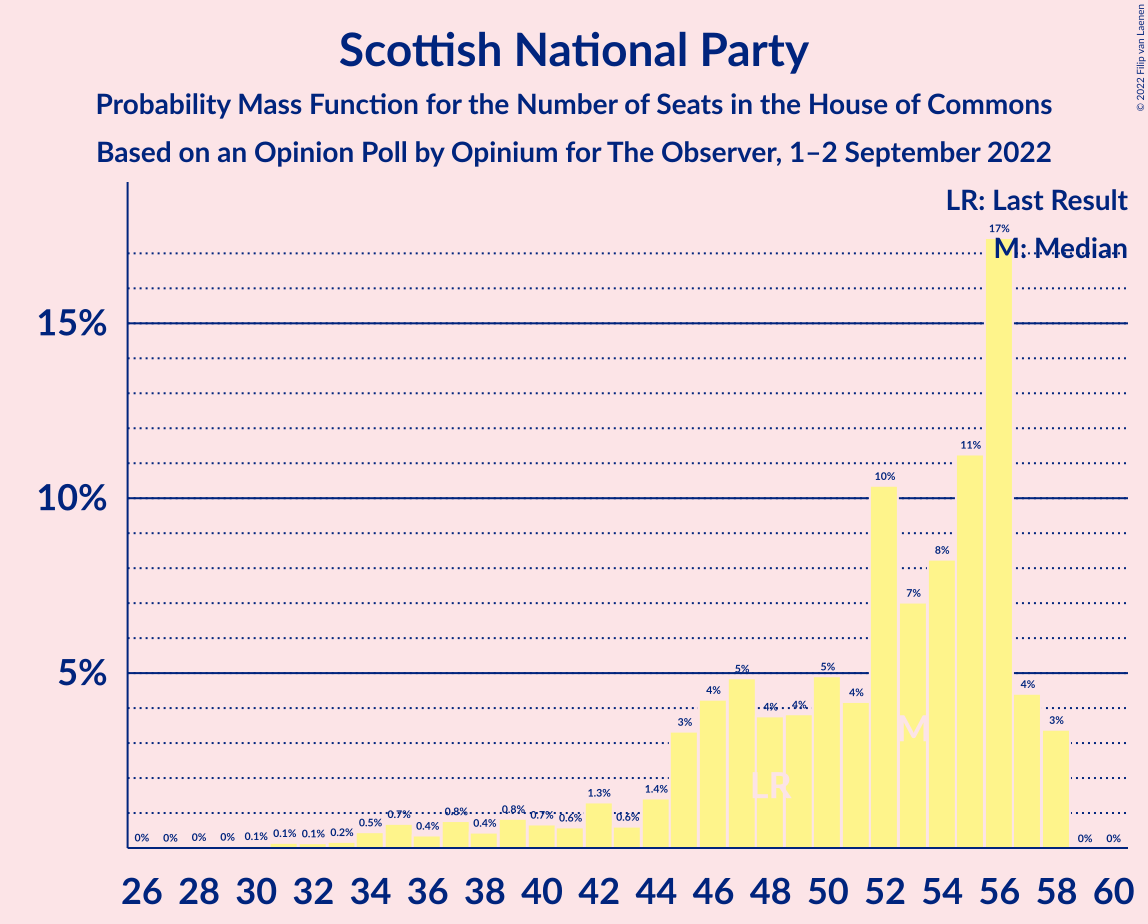 Scottish National Party
Probability Mass Function for the Number of Seats in the House of Commons
Based on an Opinion Poll by Opinium for The Observer, 1–2 September 2022
© 2022 Filip van Laenen
LR: Last Result
M: Median
15%
10%
5%
0% 0% 0% 0% 0.1% 0.1% 0.1% 0.2% 0.5% 0.7% 0.4% 0.8% 0.4% 0.8% 0.7% 0.6% 1.3% 0.6% 1.4% 3% 4% 5% 4% 4% 5% 4% 10% 7% 8% 11% 17% 4% 3% 0% 0%
LR
M
26 28 30 32 34 36 38 40 42 44 46 48 50 52 54 56 58 60